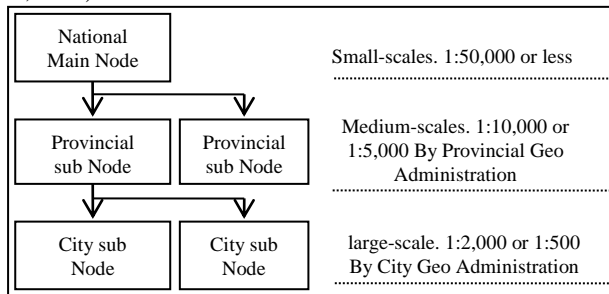 National
Main Node
Small-scales. 1:50,000 or less
Provincial
sub Node
Provincial
sub Node
Medium-scales. 1:10,000 or
1:5,000 By Provincial Geo
Administration
City sub
Node
City sub
Node
large-scale. 1:2,000 or 1:500
By City Geo Administration